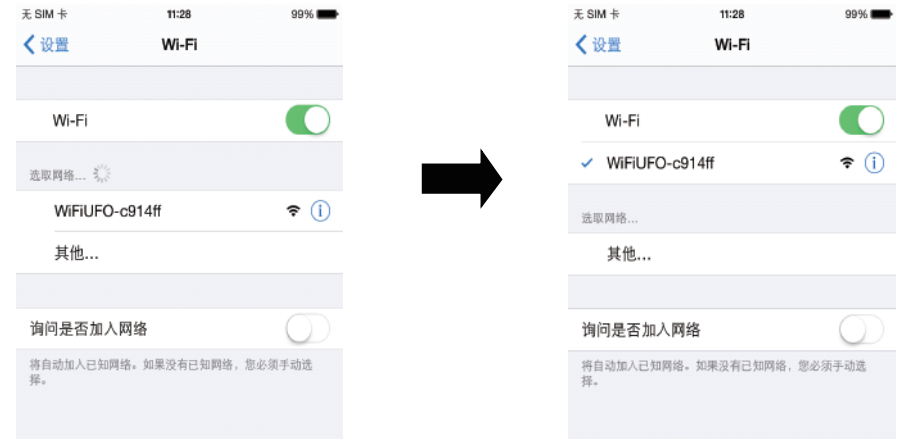 无 SIM 卡 11:28 99%
设置 Wi-Fi
Wi-Fi
选取网络...
WiFiUFO-c914ff
其他...
询问是否加入网络
将自动加入已知网络。如果没有已知网络，您必须手动选
择。
无 SIM 卡 11:28 99%
设置 Wi-Fi
Wi-Fi
WiFiUFO-c914ff
选取网络...
其他...
询问是否加入网络
将自动加入已知网络。如果没有已知网络，您必须手动选
择。